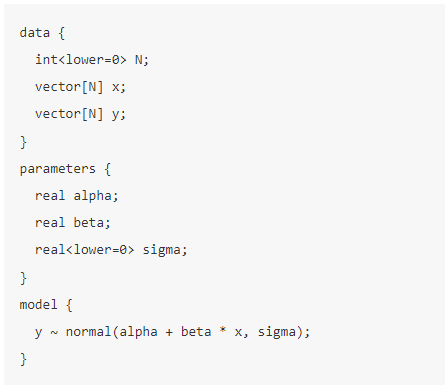 data {
  int<lower=0> N;
  vector[N] x;
  vector[N] y;
}
parameters {
  real alpha;
  real beta;
  real<lower=0> sigma;
}
model {
  y ~ normal(alpha + beta * x, sigma);
}